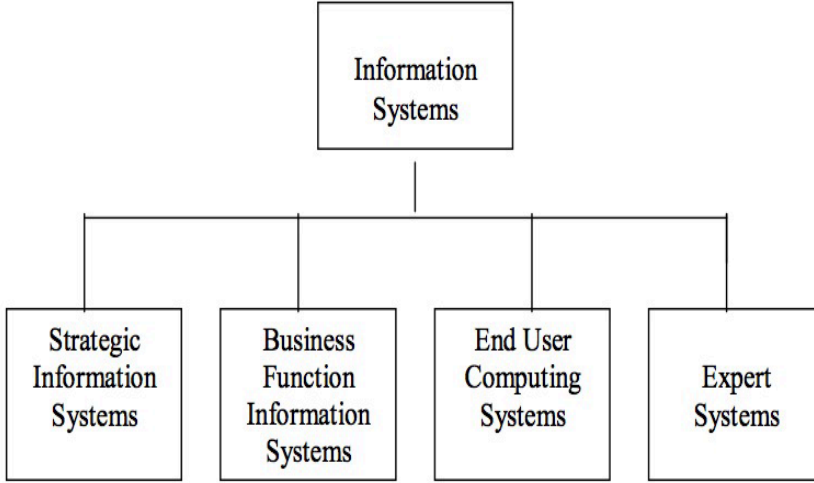 Information
Systems
Strategic
Information
Systems
Business
Function
Information
Systems
End User
Computing
Systems
Expert
Systems